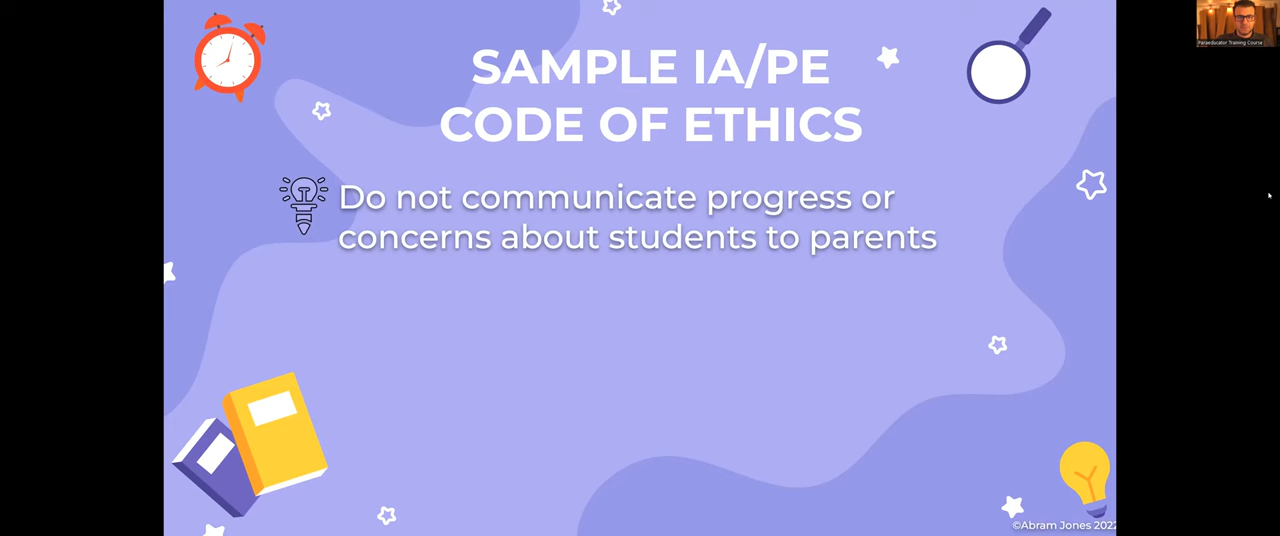 Paraeducator Training Course
SAMPLE IA/PE
CODE OF ETHICS
Do not communicate progress or
concerns about students to parents
©Abram Jones 2022